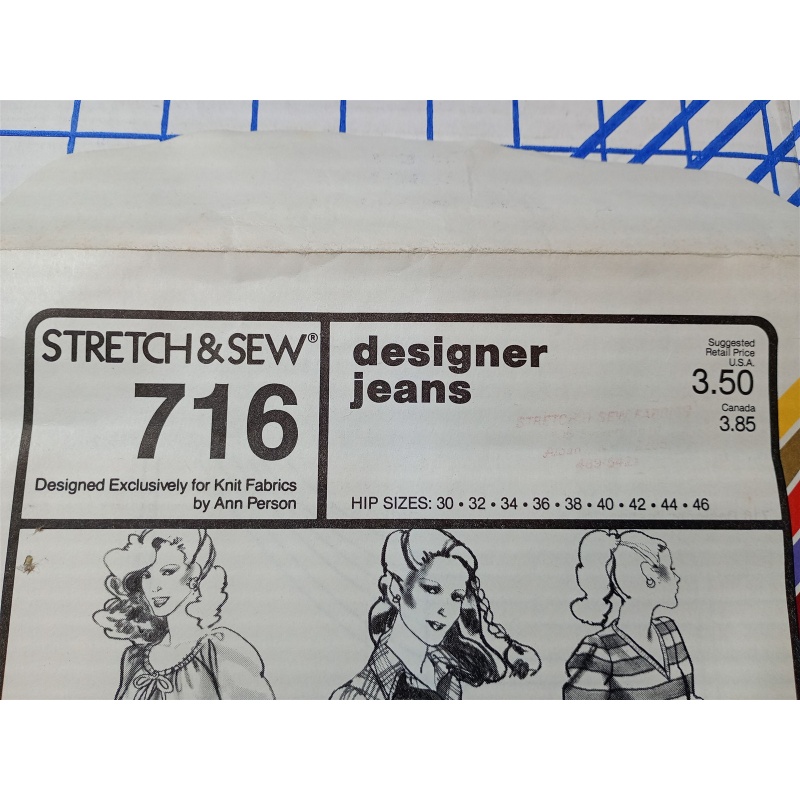 STRETCH & SEW®
716
Designed Exclusively for Knit Fabrics
by Ann Person
designer
jeans
Suggested
Retail Price
U.S.A.
3.50
Canada
3.85
HIP SIZES: 30 • 32 • 34 • 36 • 38 • 40 • 42 • 44 • 46